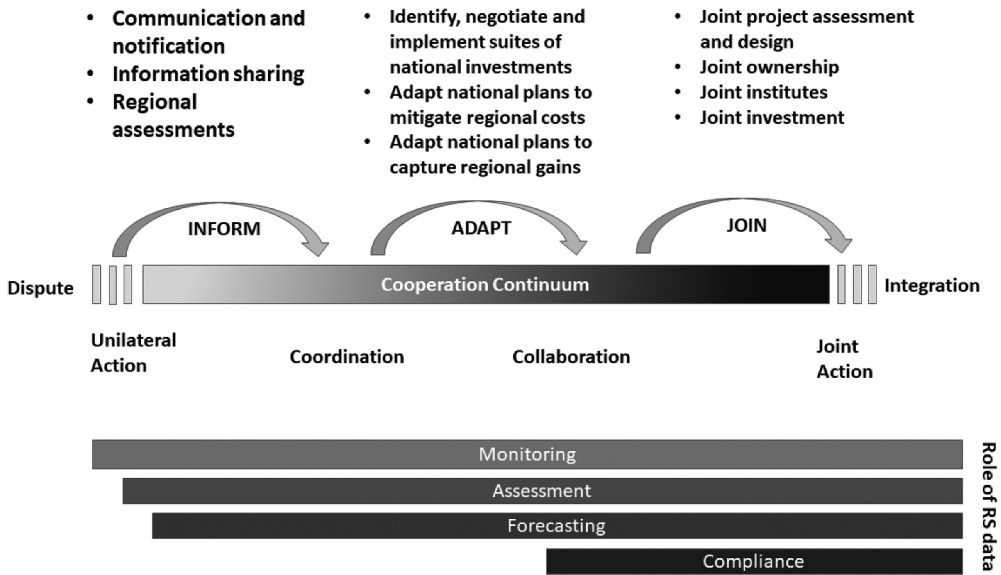 • Communication and
notification
• Information sharing
• Regional
assessments
• Identify, negotiate and
implement suites of
national investments
• Adapt national plans to
mitigate regional costs
• Adapt national plans to
capture regional gains
• Joint project assessment
and design
• Joint ownership
• Joint institutes
• Joint investment
INFORM
ADAPT
JOIN
Dispute
Cooperation Continuum
Integration
Unilateral
Action
Coordination
Collaboration
Joint
Action
Monitoring
Assessment
Forecasting
Compliance
Role of RS data